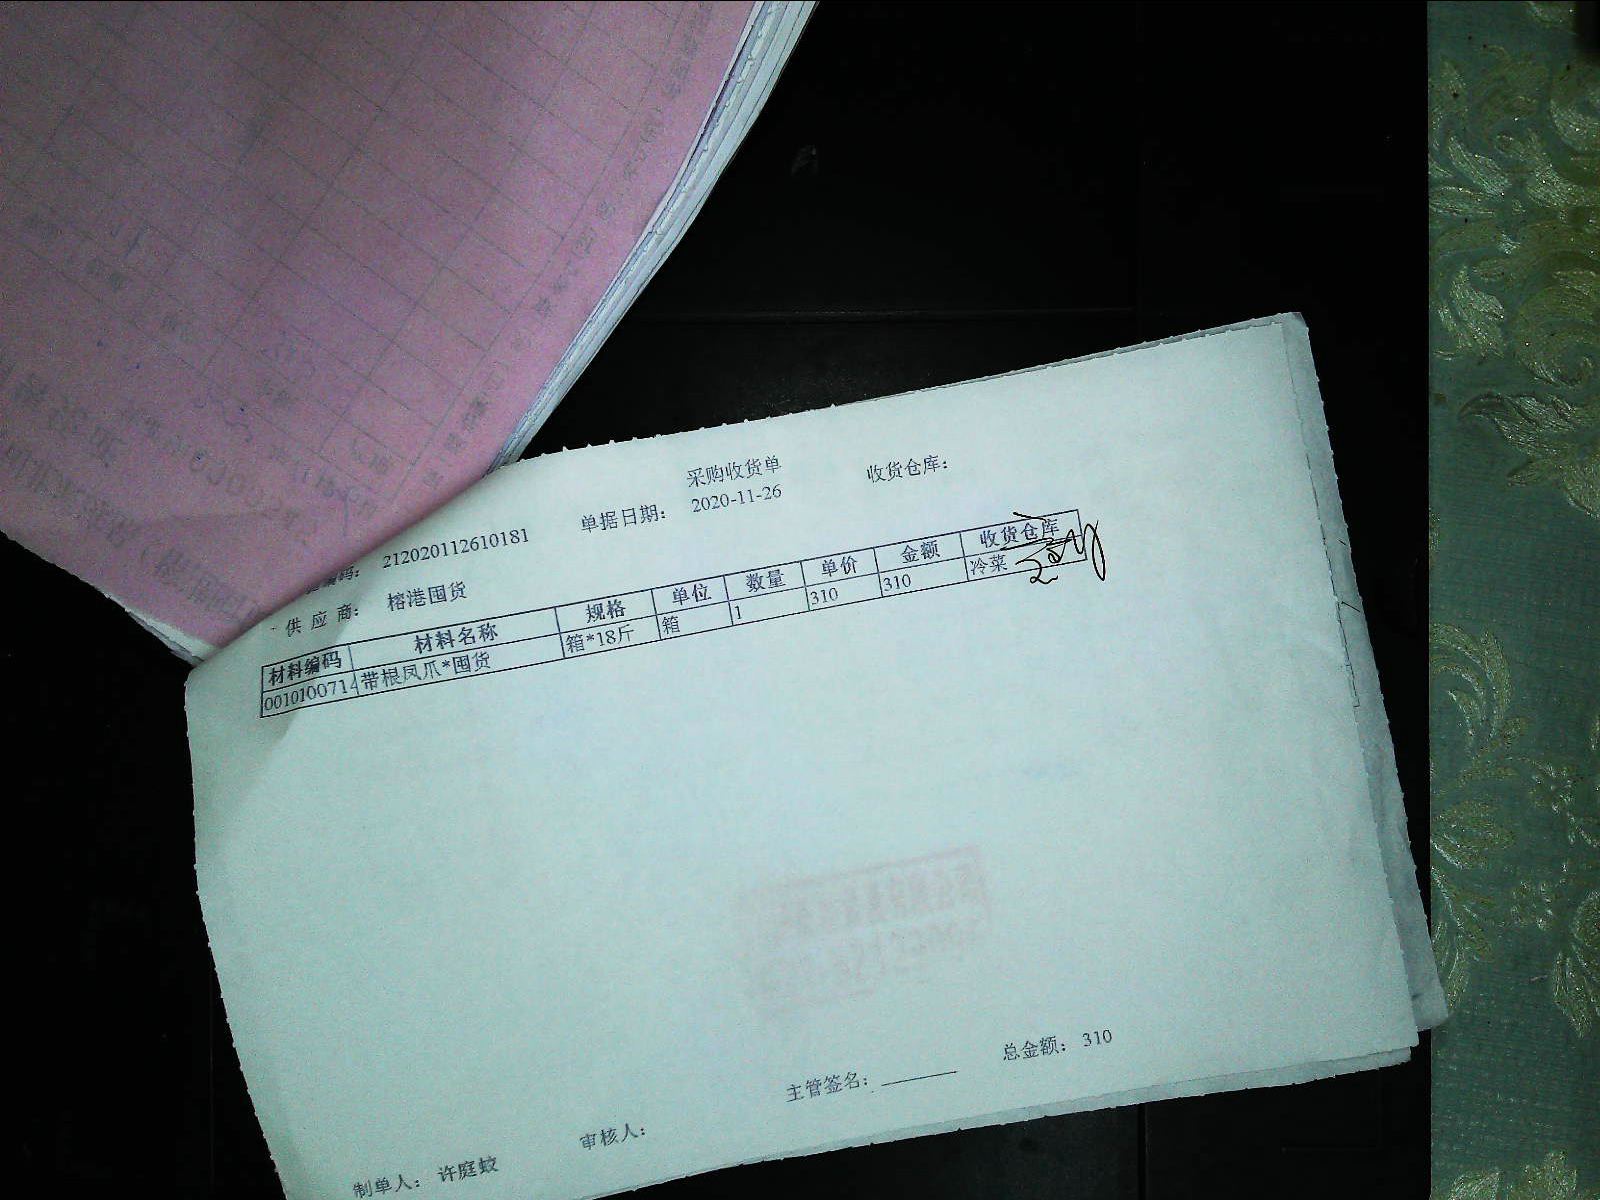 采购收货单
收货仓库：
212020112610181
单据日期： 2020-11-26
供 应 商： 榕港囤货
材料编码 材料名称 规格 单位 数量 单价 金额 收货仓库
0010100714 带根凤爪*囤货 箱*18斤 箱 1 310 310 冷菜
总金额： 310
主管签名：
审核人：
制单人： 许庭蛟